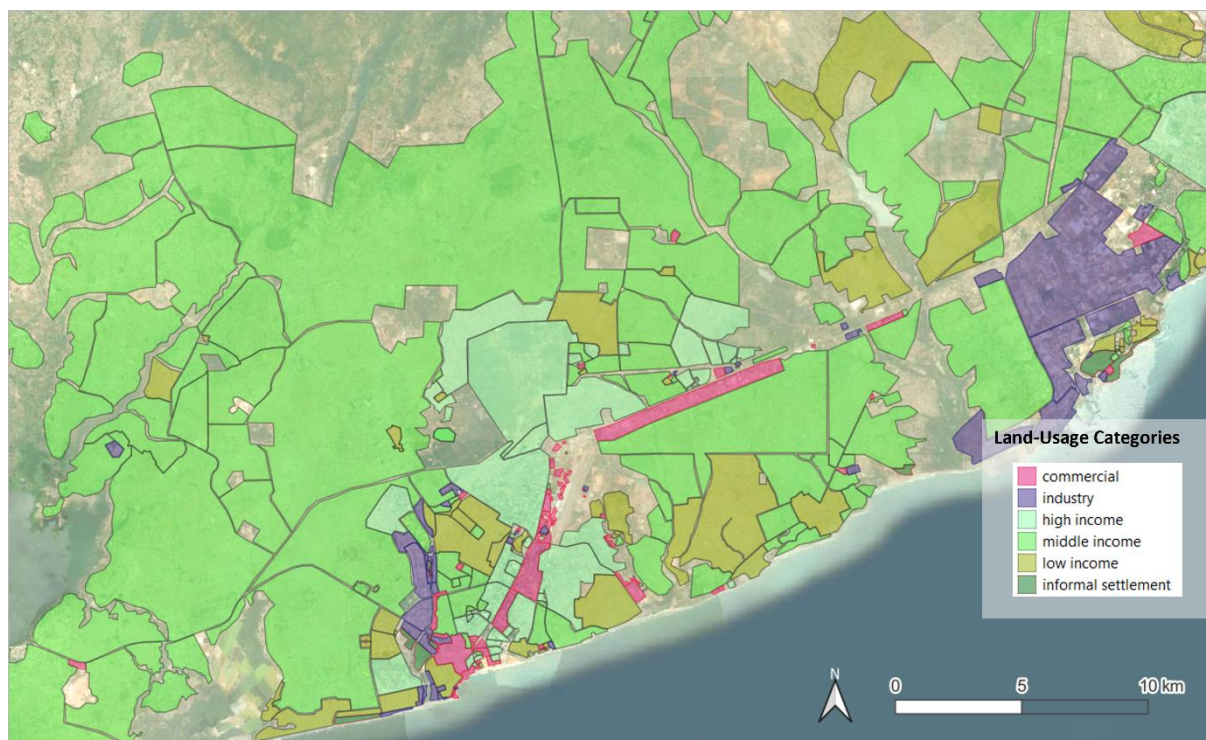 Land-Usage Categories
commercial
industry
high income
middle income
low income
informal settlement
N
0 5 10 km